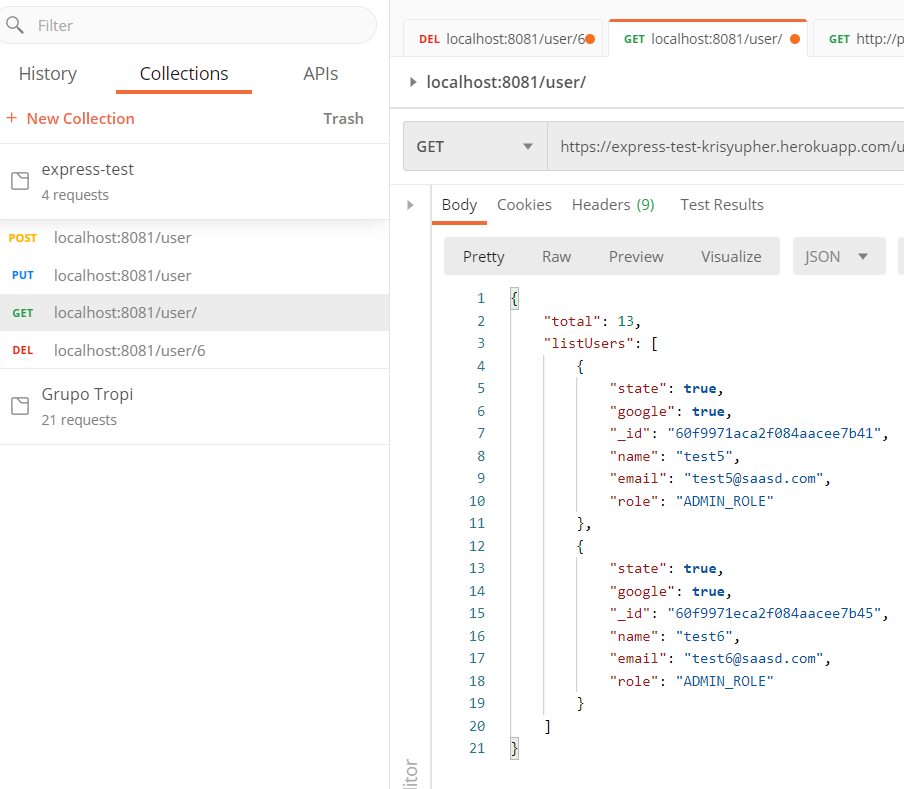 Filter
History Collections APIs
+ New Collection Trash
express-test
4 requests
POST localhost:8081/user
PUT localhost:8081/user
GET localhost:8081/user/
DEL localhost:8081/user/6
Grupo Tropi
21 requests
DEL localhost:8081/user/6 GET localhost:8081/user/ GET http://p
localhost:8081/user/
GET https://express-test-krisyupher.herokuapp.com/u
Body Cookies Headers (9) Test Results
Pretty Raw Preview Visualize JSON
1 {
2 "total": 13,
3 "listUsers": [
4 {
5 "state": true,
6 "google": true,
7 "_id": "60f9971aca2f084aacee7b41",
8 "name": "test5",
9 "email": "test5@saasd.com",
10 "role": "ADMIN_ROLE"
11 },
12 {
13 "state": true,
14 "google": true,
15 "_id": "60f9971eca2f084aacee7b45",
16 "name": "test6",
17 "email": "test6@saasd.com",
18 "role": "ADMIN_ROLE"
19 }
20 ]
21 }
itor